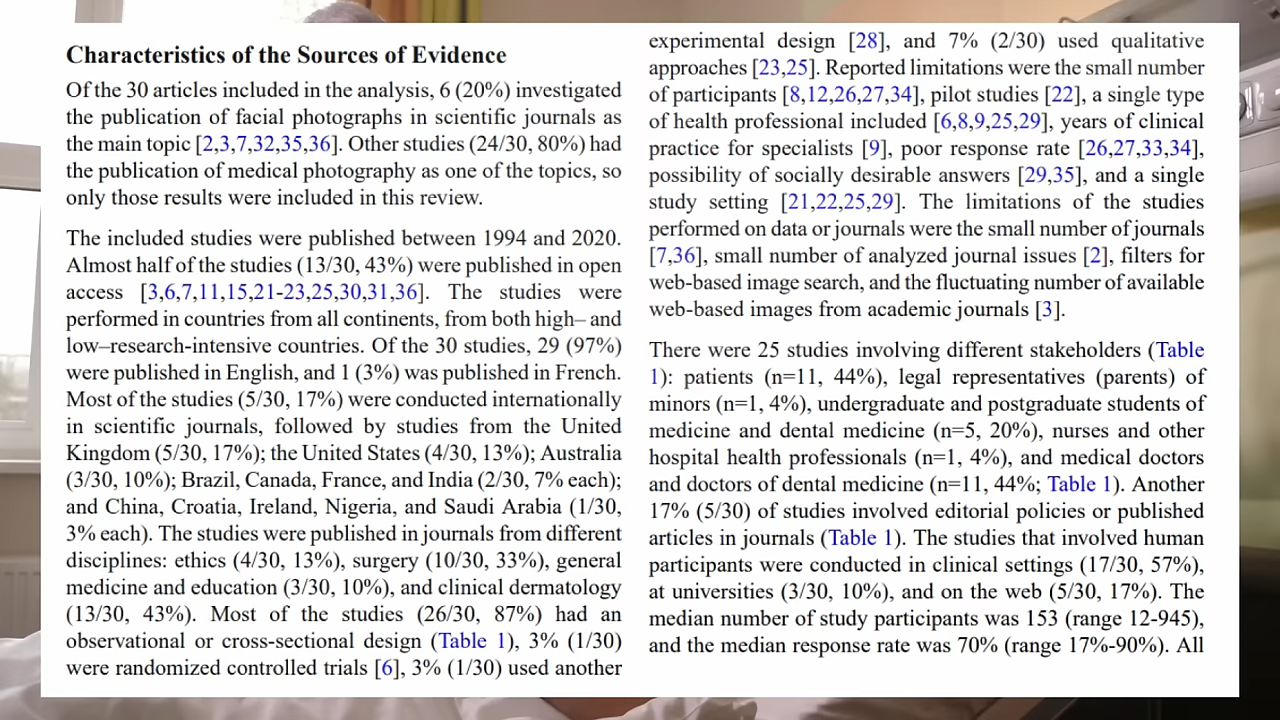 Characteristics of the Sources of Evidence
Of the 30 articles included in the analysis, 6 (20%) investigated
the publication of facial photographs in scientific journals as
the main topic [2,3,7,32,35,36]. Other studies (24/30, 80%) had
the publication of medical photography as one of the topics, so
only those results were included in this review.
The included studies were published between 1994 and 2020.
Almost half of the studies (13/30, 43%) were published in open
access [3,6,7,11,15,21-23,25,30,31,36]. The studies were
performed in countries from all continents, from both high– and
low–research-intensive countries. Of the 30 studies, 29 (97%)
were published in English, and 1 (3%) was published in French.
Most of the studies (5/30, 17%) were conducted internationally
in scientific journals, followed by studies from the United
Kingdom (5/30, 17%); the United States (4/30, 13%); Australia
(3/30, 10%); Brazil, Canada, France, and India (2/30, 7% each);
and China, Croatia, Ireland, Nigeria, and Saudi Arabia (1/30,
3% each). The studies were published in journals from different
disciplines: ethics (4/30, 13%), surgery (10/30, 33%), general
medicine and education (3/30, 10%), and clinical dermatology
(13/30, 43%). Most of the studies (26/30, 87%) had an
observational or cross-sectional design (Table 1), 3% (1/30)
were randomized controlled trials [6], 3% (1/30) used another
experimental design [28], and 7% (2/30) used qualitative
approaches [23,25]. Reported limitations were the small number
of participants [8,12,26,27,34], pilot studies [22], a single type
of health professional included [6,8,9,25,29], years of clinical
practice for specialists [9], poor response rate [26,27,33,34],
possibility of socially desirable answers [29,35], and a single
study setting [21,22,25,29]. The limitations of the studies
performed on data or journals were the small number of journals
[7,36], small number of analyzed journal issues [2], filters for
web-based image search, and the fluctuating number of available
web-based images from academic journals [3].
There were 25 studies involving different stakeholders (Table
1): patients (n=11, 44%), legal representatives (parents) of
minors (n=1, 4%), undergraduate and postgraduate students of
medicine and dental medicine (n=5, 20%), nurses and other
hospital health professionals (n=1, 4%), and medical doctors
and doctors of dental medicine (n=11, 44%; Table 1). Another
17% (5/30) of studies involved editorial policies or published
articles in journals (Table 1). The studies that involved human
participants were conducted in clinical settings (17/30, 57%),
at universities (3/30, 10%), and on the web (5/30, 17%). The
median number of study participants was 153 (range 12-945),
and the median response rate was 70% (range 17%-90%). All